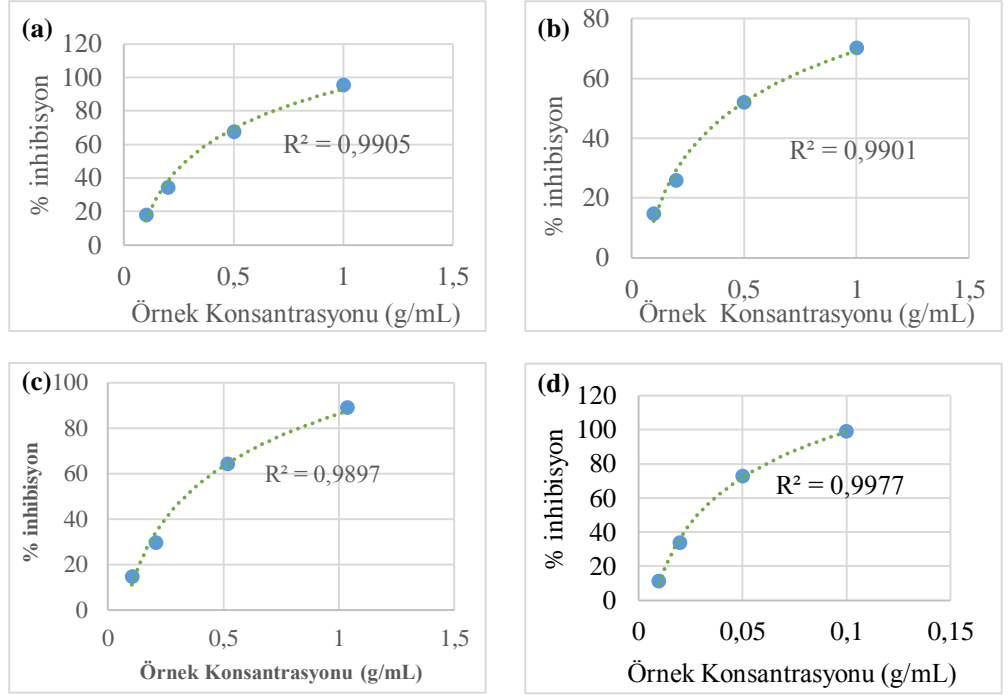 (a)
120
100
80
60
40
20
0
% inhibisyon
R² = 0,9905
0 0,5 1 1,5
Örnek Konsantrasyonu (g/mL)
(b)
80
60
40
20
0
% inhibisyon
R² = 0,9901
0 0,5 1 1,5
Örnek Konsantrasyonu (g/mL)
(c)
100
80
60
40
20
0
% inhibisyon
R² = 0,9897
0 0,5 1 1,5
Örnek Konsantrasyonu (g/mL)
(d)
120
100
80
60
40
20
0
% inhibisyon
R² = 0,9977
0 0,05 0,1 0,15
Örnek Konsantrasyonu (g/mL)